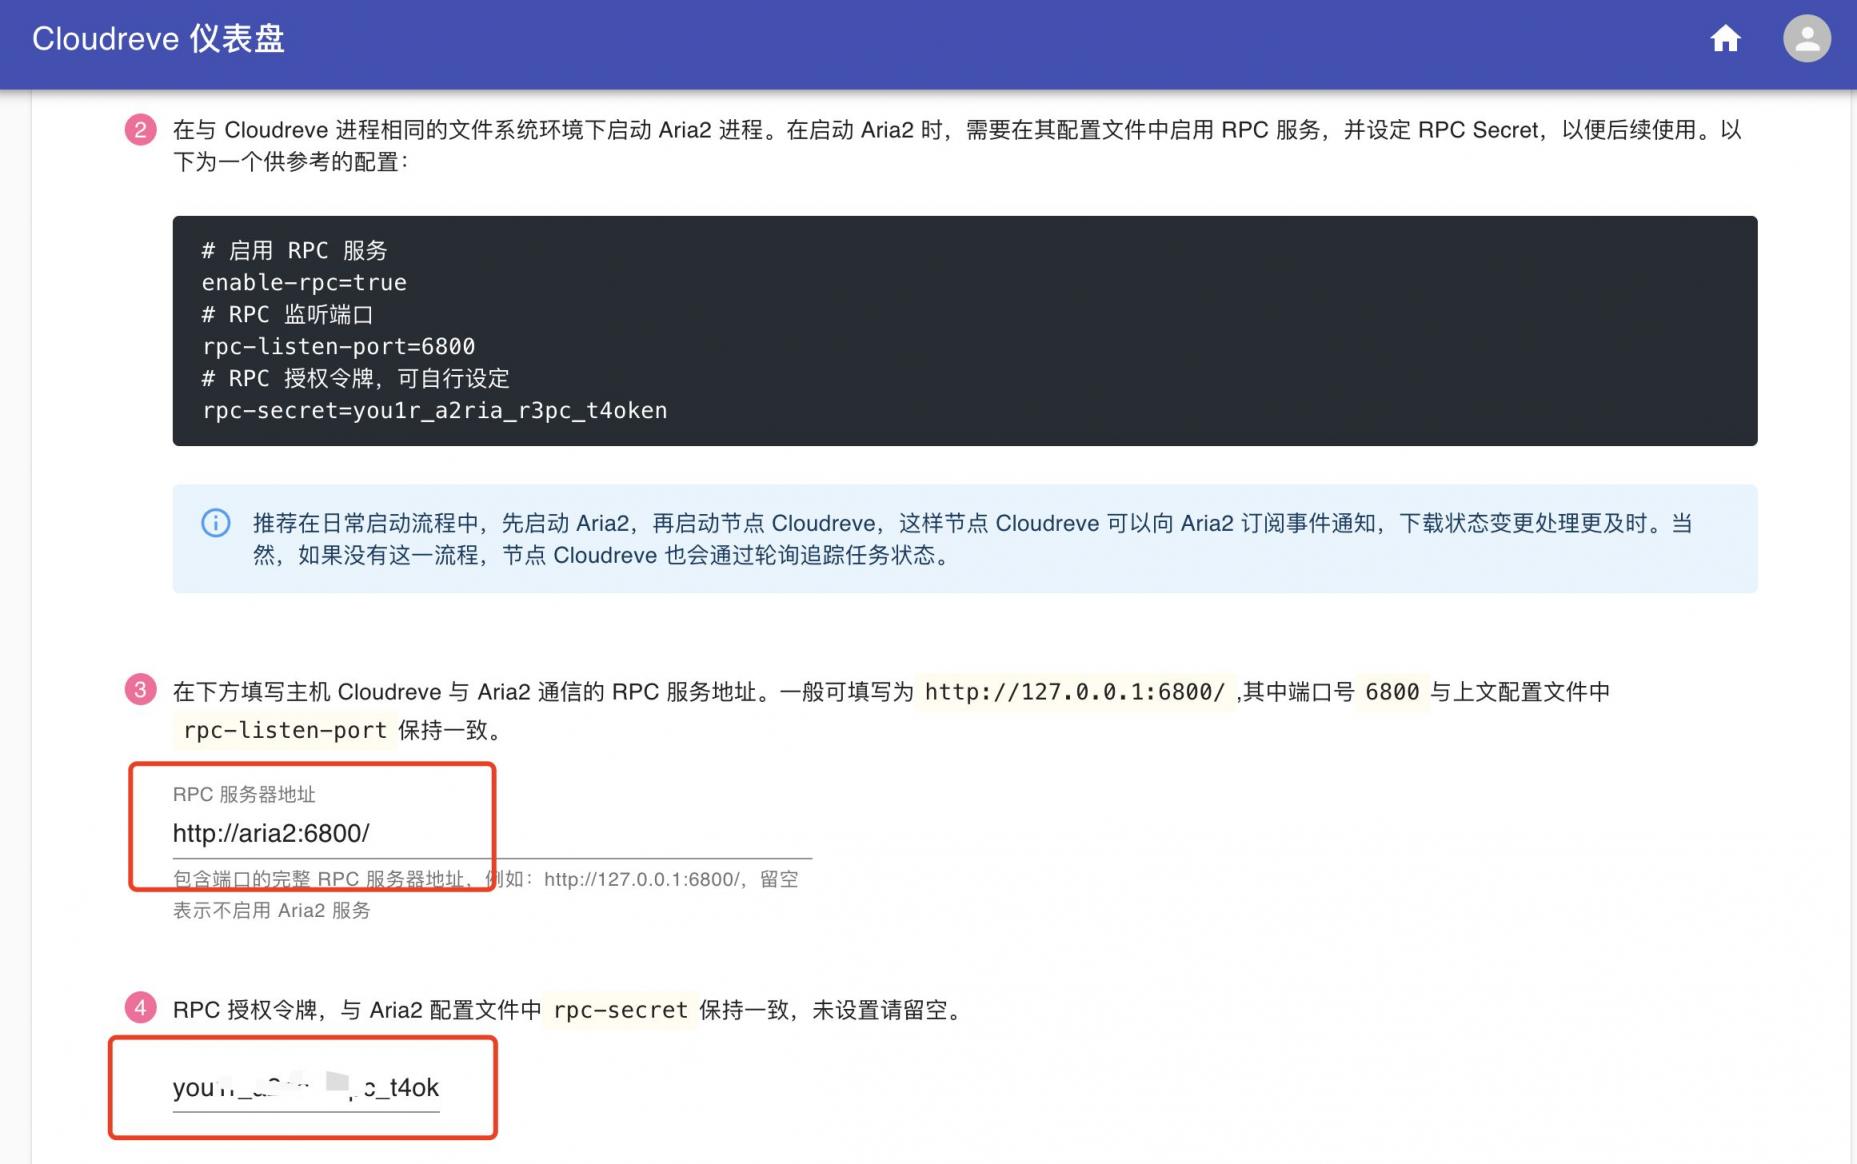 Cloudreve 仪表盘
2 在与 Cloudreve 进程相同的文件系统环境下启动 Aria2 进程。在启动 Aria2 时，需要在其配置文件中启用 RPC 服务，并设定 RPC Secret，以便后续使用。以
下为一个供参考的配置：
# 启用 RPC 服务
enable-rpc=true
# RPC 监听端口
rpc-listen-port=6800
# RPC 授权令牌，可自行设定
rpc-secret=you1r_a2ria_r3pc_t4oken
推荐在日常启动流程中，先启动 Aria2，再启动节点 Cloudreve，这样节点 Cloudreve 可以向 Aria2 订阅事件通知，下载状态变更处理更及时。当
然，如果没有这一流程，节点 Cloudreve 也会通过轮询追踪任务状态。
3 在下方填写主机 Cloudreve 与 Aria2 通信的 RPC 服务地址。一般可填写为 http://127.0.0.1:6800/ ,其中端口号 6800 与上文配置文件中
rpc-listen-port 保持一致。
RPC 服务器地址
http://aria2:6800/
包含端口的完整 RPC 服务器地址，例如：http://127.0.0.1:6800/，留空
表示不启用 Aria2 服务
4 RPC 授权令牌，与 Aria2 配置文件中 rpc-secret 保持一致，未设置请留空。